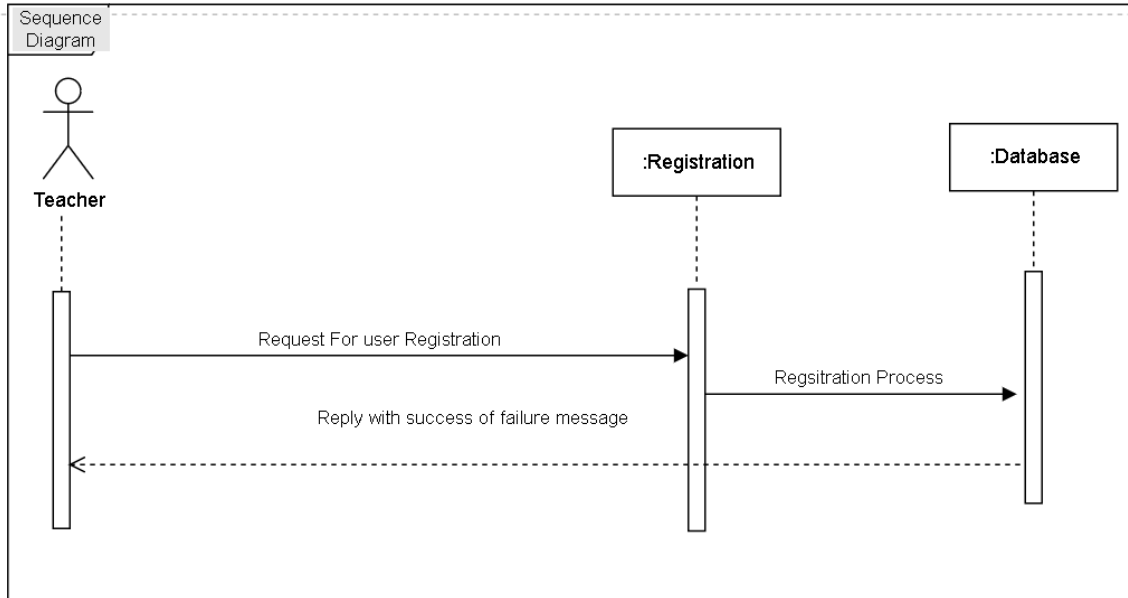 Sequence
Diagram
Teacher
:Registration
:Database
Request For user Registration
Regsitration Process
Reply with success of failure message